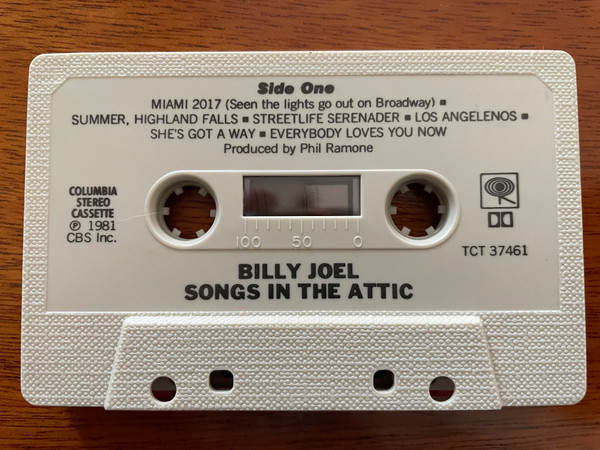 Side One
MIAMI 2017 (Seen the lights go out on Broadway) ▪
SUMMER, HIGHLAND FALLS ▪ STREETLIFE SERENADER ▪ LOS ANGELENOS ▪
SHE'S GOT A WAY ▪ EVERYBODY LOVES YOU NOW
Produced by Phil Ramone
COLUMBIA
STEREO
CASSETTE
℗ 1981
CBS Inc.
100 50 0
TCT 37461
BILLY JOEL
SONGS IN THE ATTIC